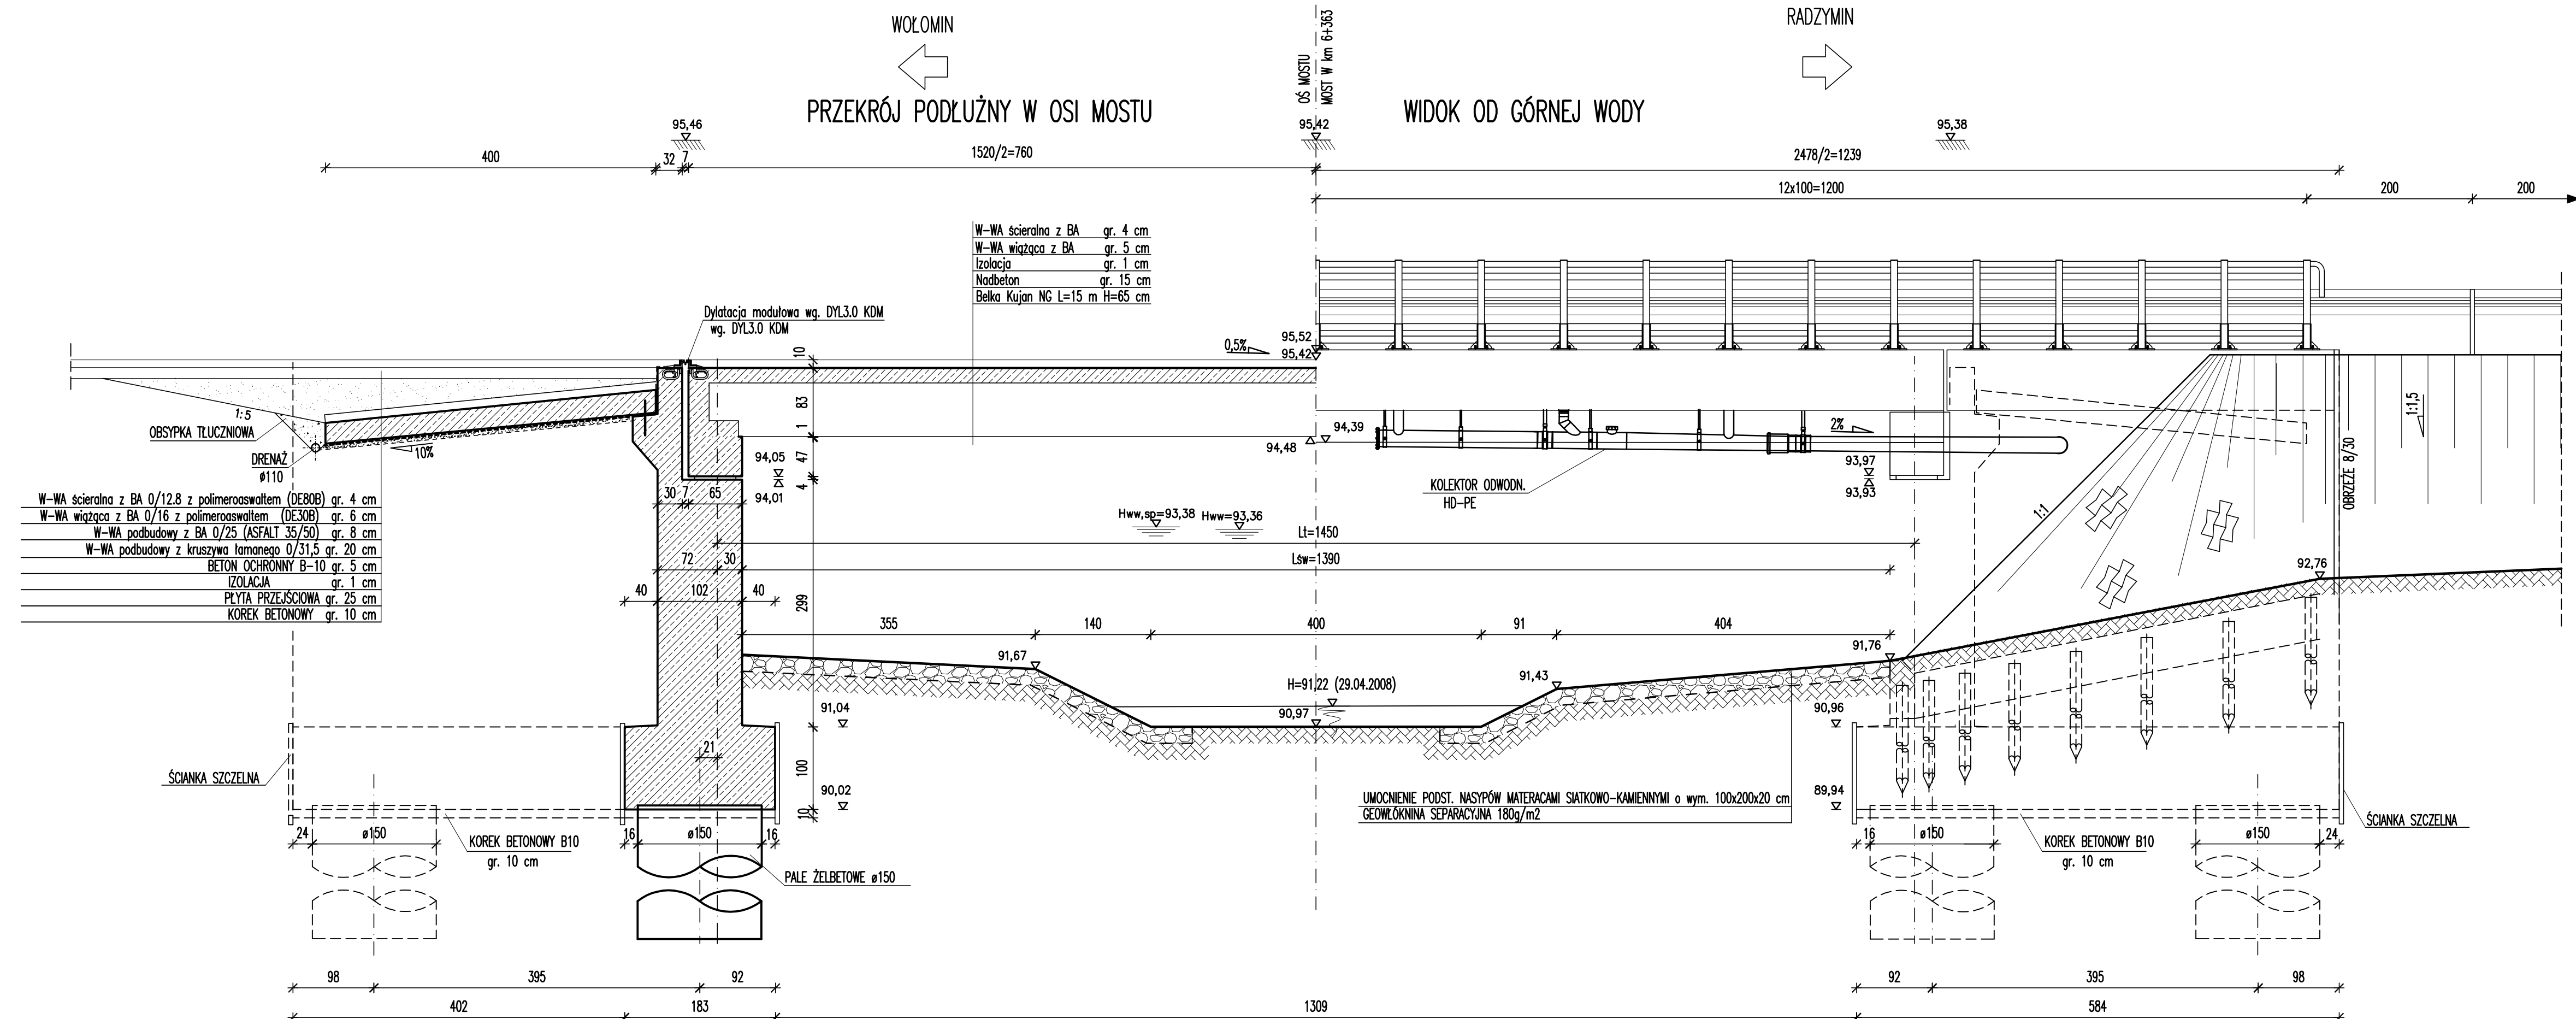 WOŁOMIN
RADZYMIN
OŚ MOSTU
MOST W km 6+363
PRZEKRÓJ PODŁUŻNY W OSI MOSTU
WIDOK OD GÓRNEJ WODY
95,46
95,42
95,38
400
32
7
1520/2=760
2478/2=1239
12x100=1200
200
200
W-WA ścieralna z BA gr. 4 cm
W-WA wiążąca z BA gr. 5 cm
Izolacja gr. 1 cm
Nadbeton gr. 15 cm
Belka Kujan NG L=15 m H=65 cm
Dylatacja modułowa wg. DYL3.0 KDM
wg. DYL3.0 KDM
0,5%
95,52
95,42
10
83
1
47
4
299
100
10
1:5
OBSYPKA TŁUCZNIOWA
DRENAŻ
ø110
10%
94,05
94,01
30
7
65
94,39
94,48
2%
93,97
93,93
KOLEKTOR ODWODN.
HD-PE
1:1,5
OBRZEŻE 8/30
1:1
W-WA ścieralna z BA 0/12.8 z polimeroaswaltem (DE80B) gr. 4 cm
W-WA wiążąca z BA 0/16 z polimeroaswaltem (DE30B) gr. 6 cm
W-WA podbudowy z BA 0/25 (ASFALT 35/50) gr. 8 cm
W-WA podbudowy z kruszywa łamanego 0/31,5 gr. 20 cm
BETON OCHRONNY B-10 gr. 5 cm
IZOLACJA gr. 1 cm
PŁYTA PRZEJŚCIOWA gr. 25 cm
KOREK BETONOWY gr. 10 cm
Hww,sp=93,38
Hww=93,36
Lt=1450
Lśw=1390
72
30
40
102
40
355
140
400
91
404
92,76
91,67
91,76
91,43
H=91,22 (29.04.2008)
90,97
91,04
90,96
21
90,02
89,94
ŚCIANKA SZCZELNA
UMOCNIENIE PODST. NASYPÓW MATERACAMI SIATKOWO-KAMIENNYMI o wym. 100x200x20 cm
GEOWŁÓKNINA SEPARACYJNA 180g/m2
ŚCIANKA SZCZELNA
24
ø150
16
ø150
16
16
ø150
ø150
24
KOREK BETONOWY B10
gr. 10 cm
KOREK BETONOWY B10
gr. 10 cm
PALE ŻELBETOWE ø150
98
395
92
92
395
98
402
183
1309
584